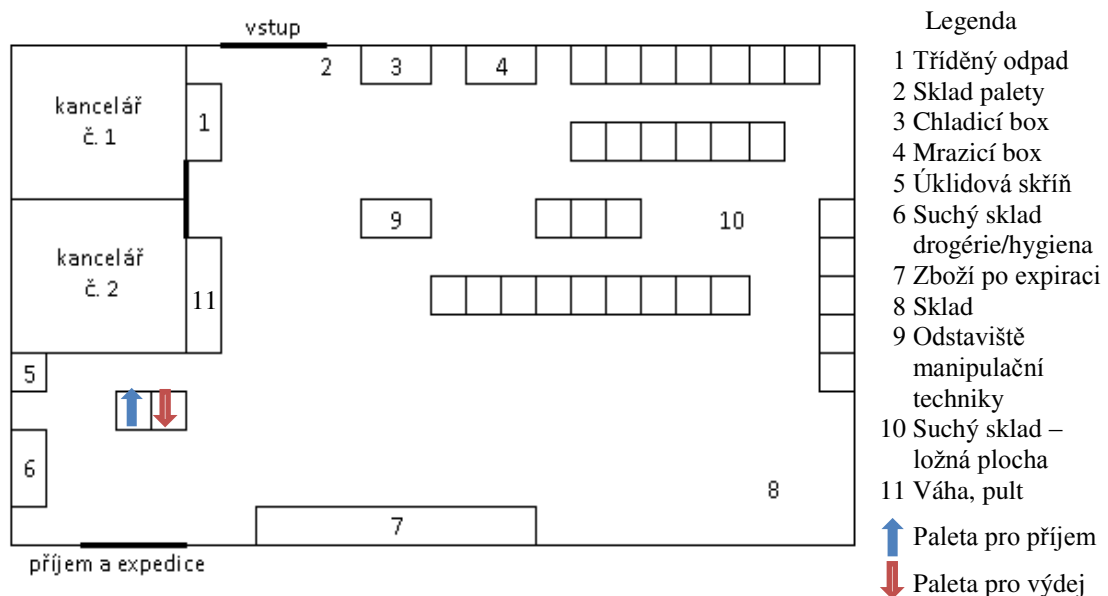 vstup
2
3
4
kancelář
č. 1
1
9
10
kancelář
č. 2
11
5
6
8
7
příjem a expedice
Legenda
1 Tříděný odpad
2 Sklad palety
3 Chladicí box
4 Mrazicí box
5 Úklidová skříň
6 Suchý sklad
drogérie/hygiena
7 Zboží po expiraci
8 Sklad
9 Odstaviště
manipulační
techniky
10 Suchý sklad –
ložná plocha
11 Váha, pult
Paleta pro příjem
Paleta pro výdej